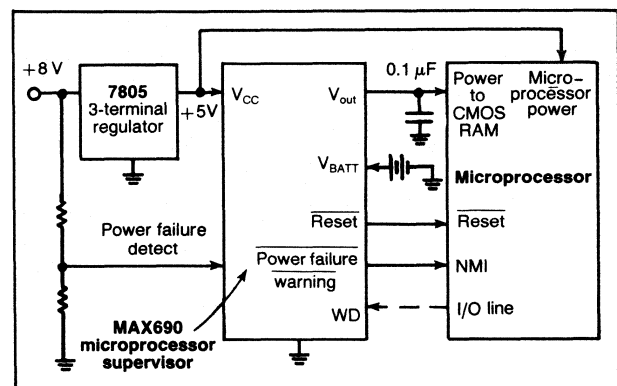 +8 V
7805
3-terminal
regulator
+5V
V_CC
V_out
0.1 µF
Power
to
CMOS
RAM
Micro-
processor
power
V_BATT
Microprocessor
Reset
Reset
Power failure
detect
Power failure
warning
NMI
WD
I/O line
MAX690
microprocessor
supervisor